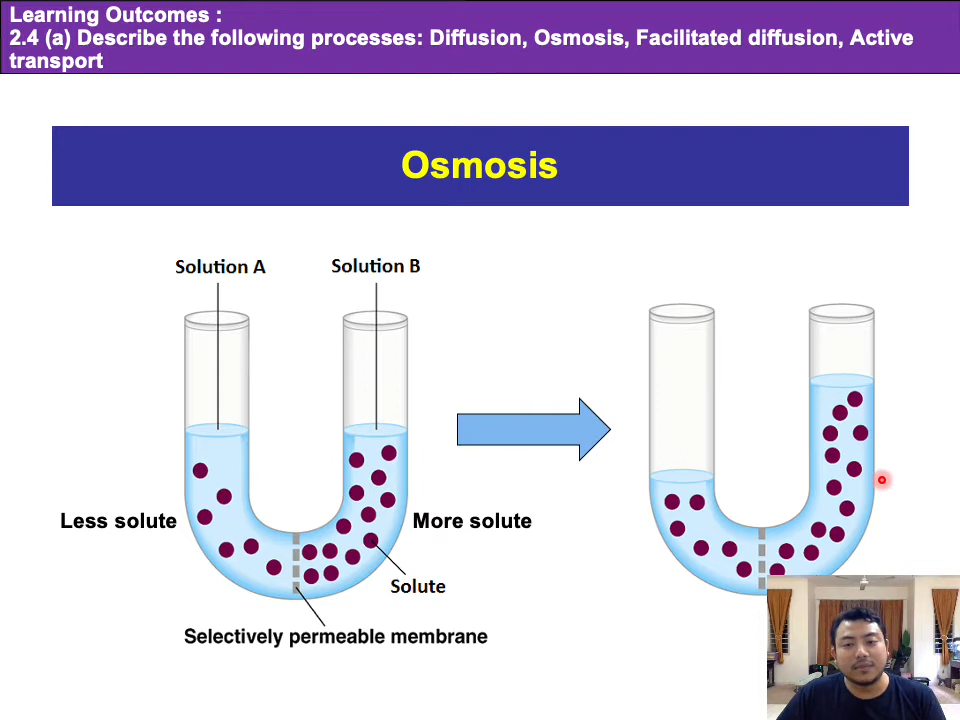 Learning Outcomes :
2.4 (a) Describe the following processes: Diffusion, Osmosis, Facilitated diffusion, Active
transport
Osmosis
Solution A
Solution B
Less solute
More solute
Solute
Selectively permeable membrane